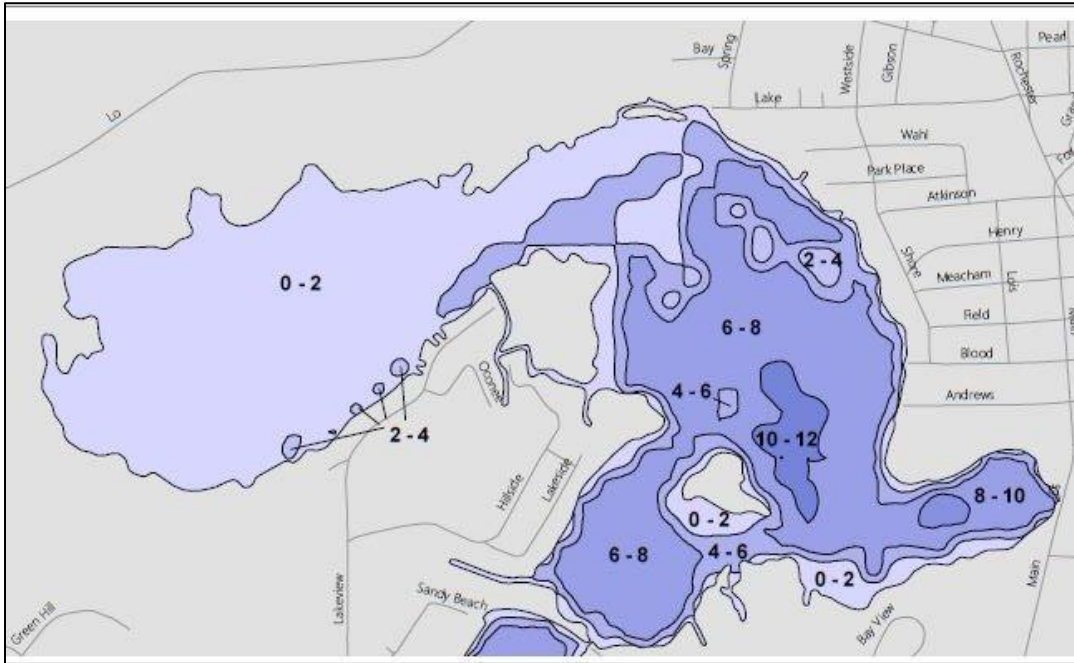 Pearl
Bay
Spring
Westside
Gibson
Rochester
Lake
Lo
Wahl
Park Place
Atkinson
Henry
Shore
2 - 4
Meacham
Lois
0 - 2
Field
6 - 8
Blood
Oconee
4 - 6
Andrews
2 - 4
10 - 12
Hillside
Lakeside
8 - 10
0 - 2
6 - 8
4 - 6
0 - 2
Main
Lakeview
Sandy Beach
Green Hill
Bay View